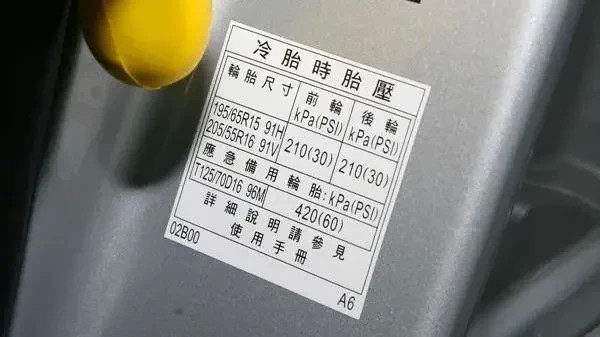 冷胎時胎壓
輪胎尺寸 前輪 kPa(PSI) 後輪 kPa(PSI)
195/65R15 91H
205/55R16 91V 210(30) 210(30)
應急備用輪胎:kPa(PSI)
T125/70D16 96M 420(60)
詳細說明請參見
使用手冊
02B00 A6